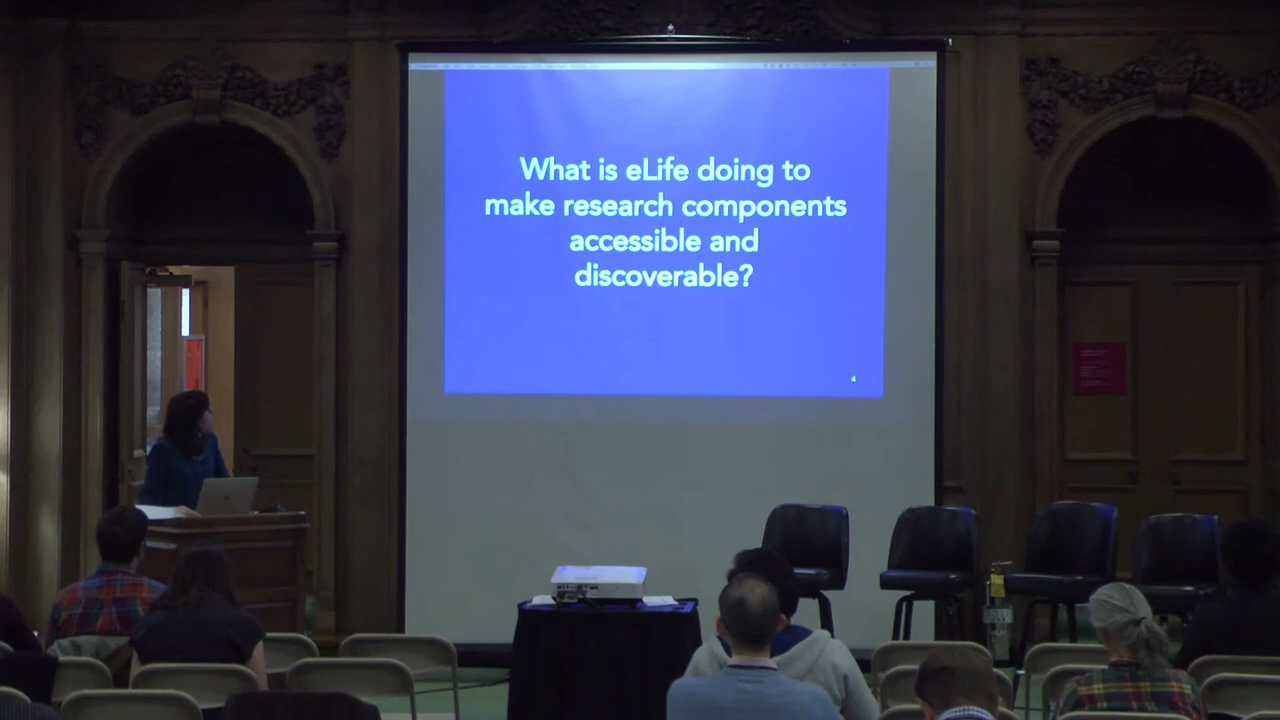 What is eLife doing to
make research components
accessible and
discoverable?
4